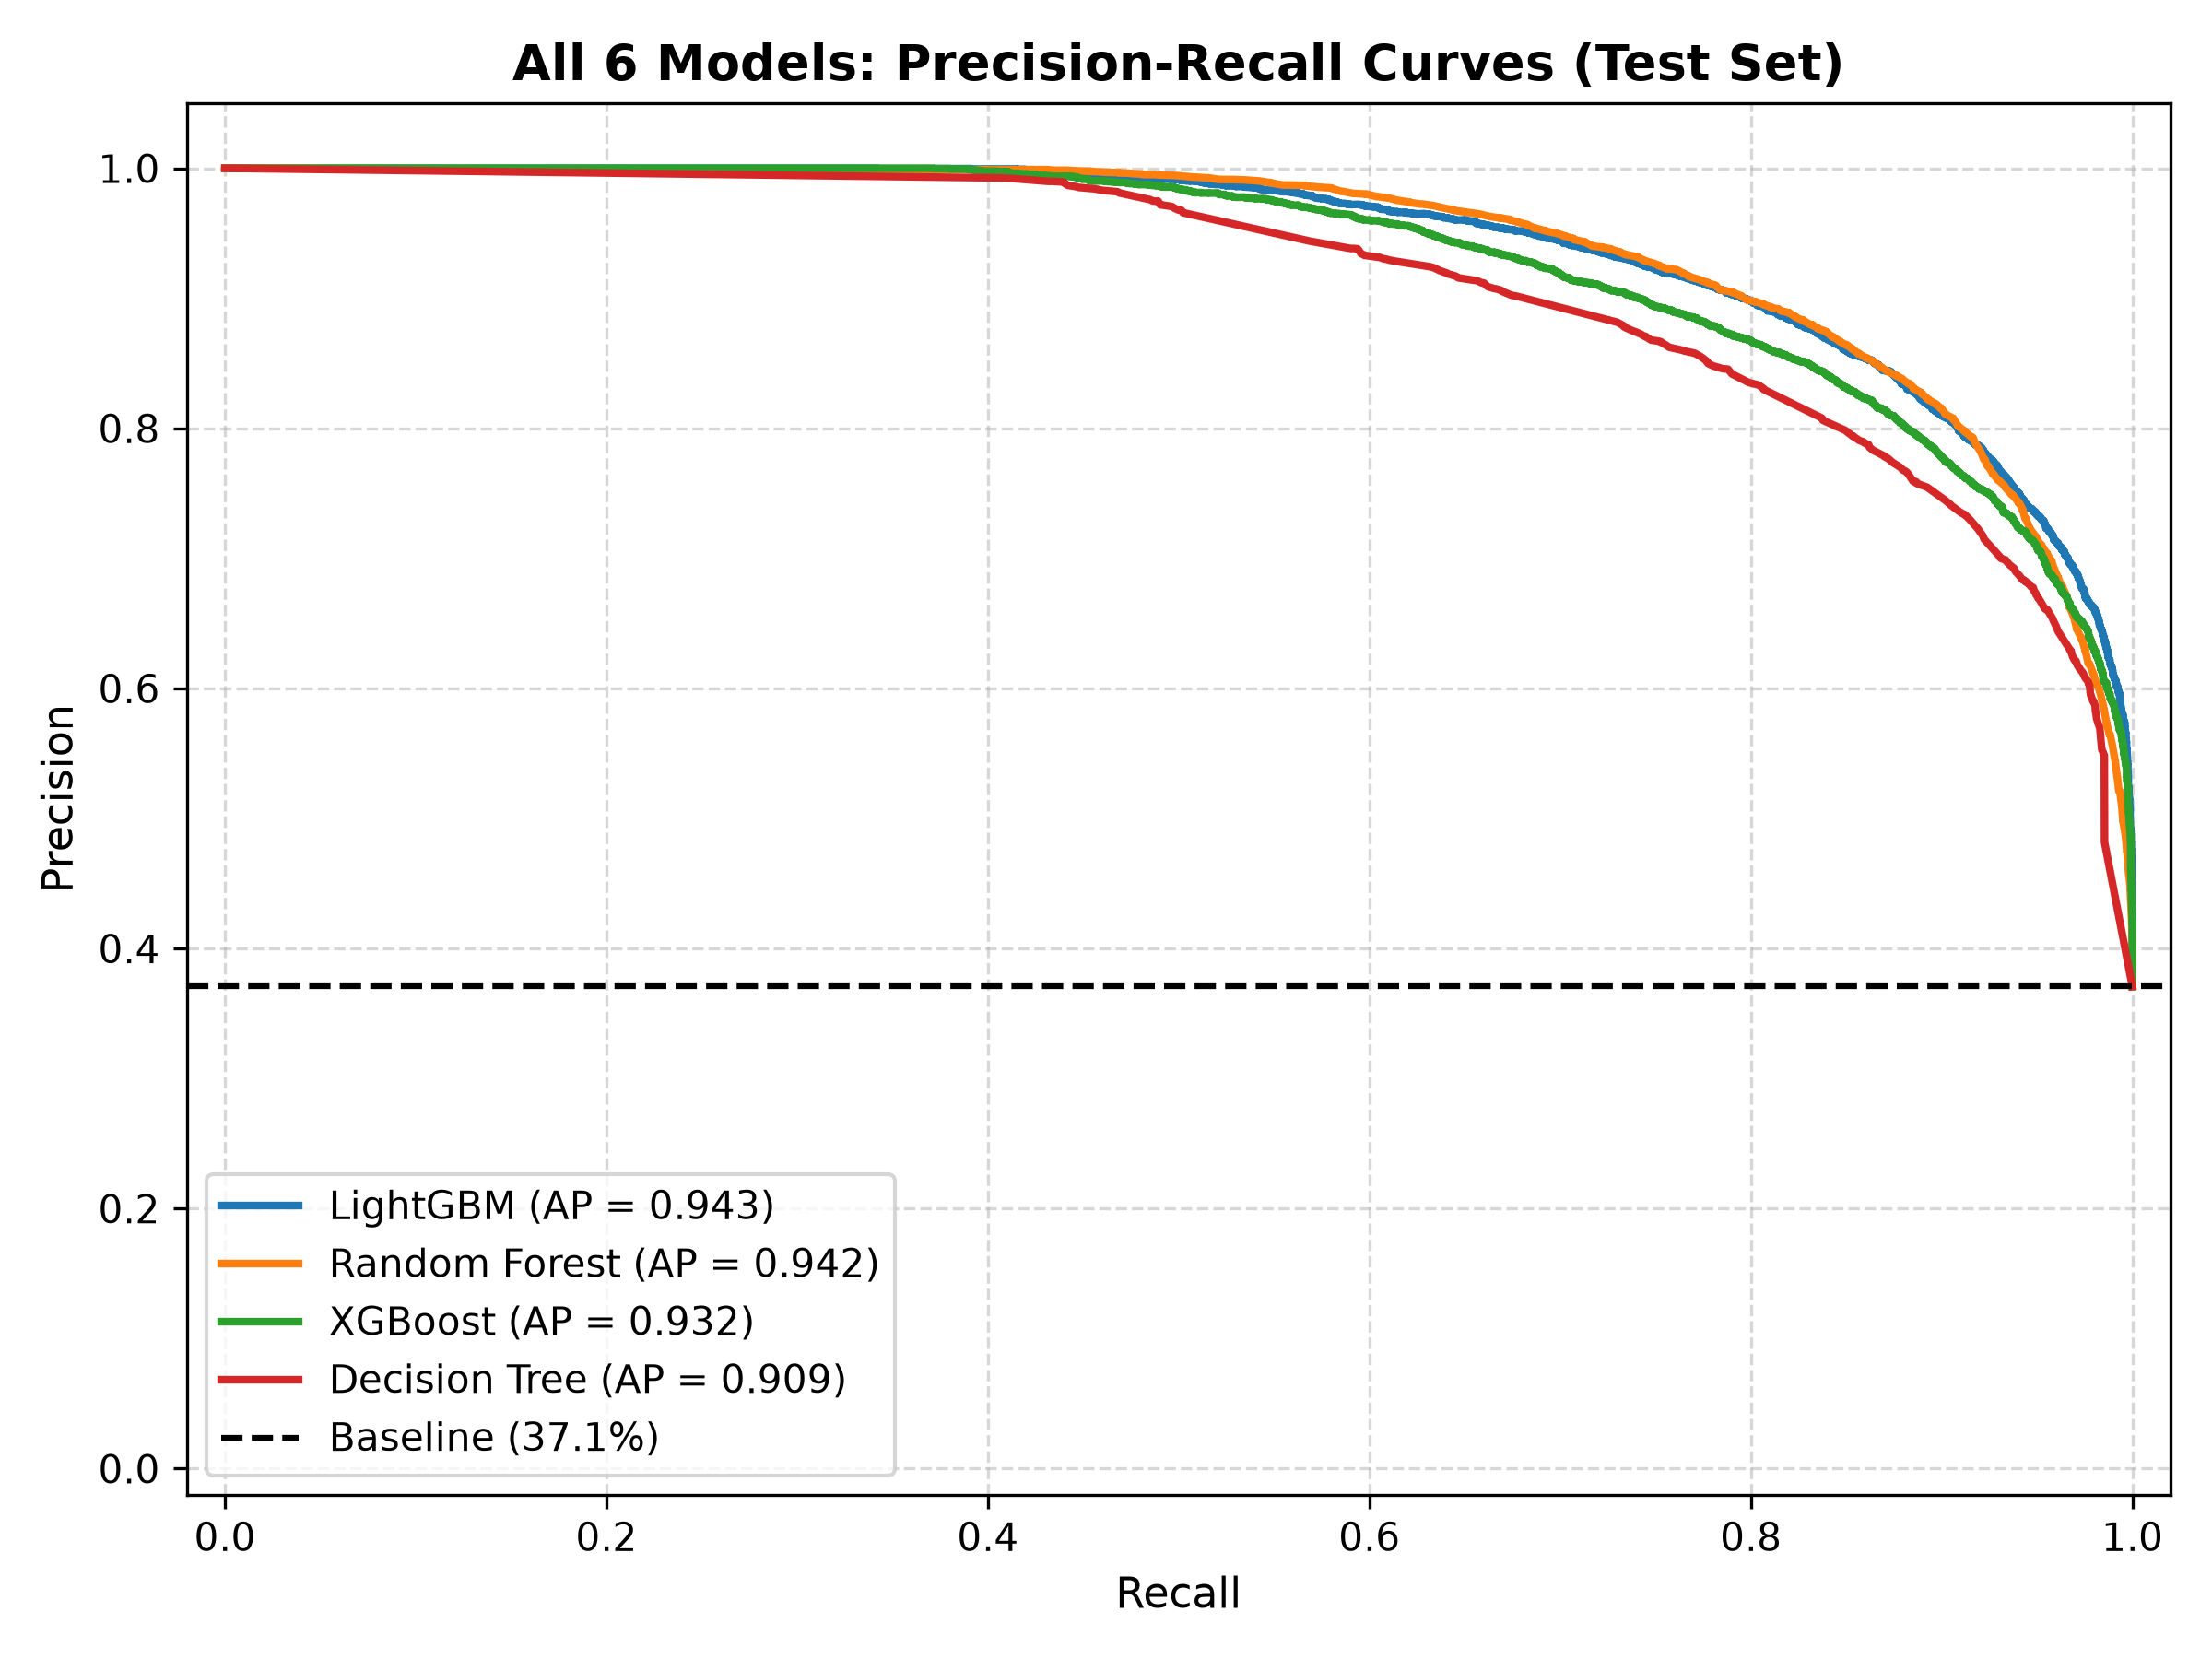 All 6 Models: Precision-Recall Curves (Test Set)
Precision
1.0
0.8
0.6
0.4
0.2
0.0
LightGBM (AP = 0.943)
Random Forest (AP = 0.942)
XGBoost (AP = 0.932)
Decision Tree (AP = 0.909)
Baseline (37.1%)
0.0 0.2 0.4 0.6 0.8 1.0
Recall